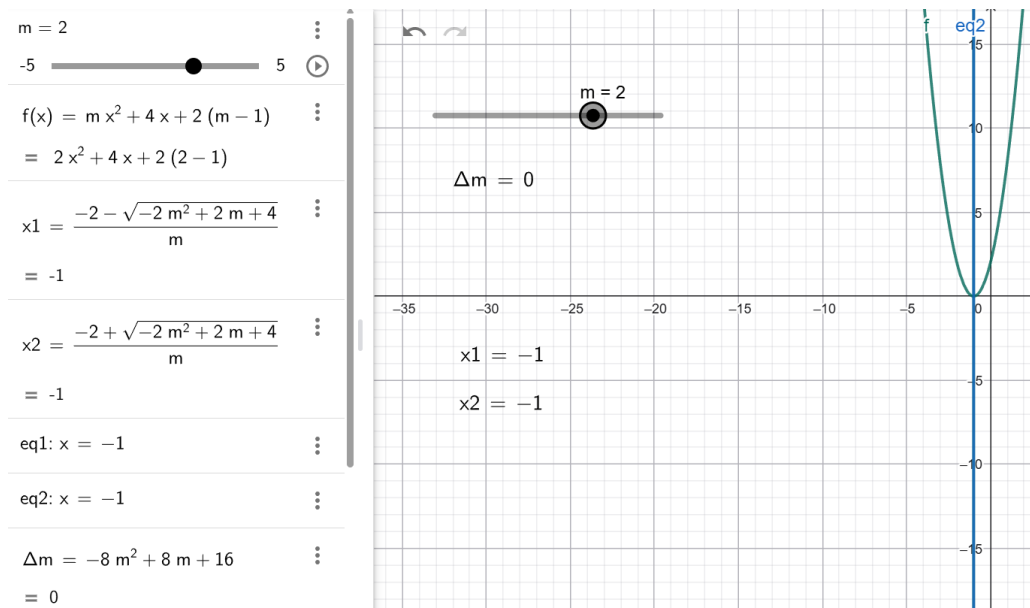 m = 2
-5 5
f(x) = m x² + 4 x + 2 (m − 1)
= 2 x² + 4 x + 2 (2 − 1)
x1 = (−2 − √(−2 m² + 2 m + 4)) / m
= -1
x2 = (−2 + √(−2 m² + 2 m + 4)) / m
= -1
eq1: x = −1
eq2: x = −1
Δm = −8 m² + 8 m + 16
= 0
f eq2
m = 2
Δm = 0
x1 = −1
x2 = −1
15
10
5
−35 −30 −25 −20 −15 −10 −5 0
−5
−10
−15